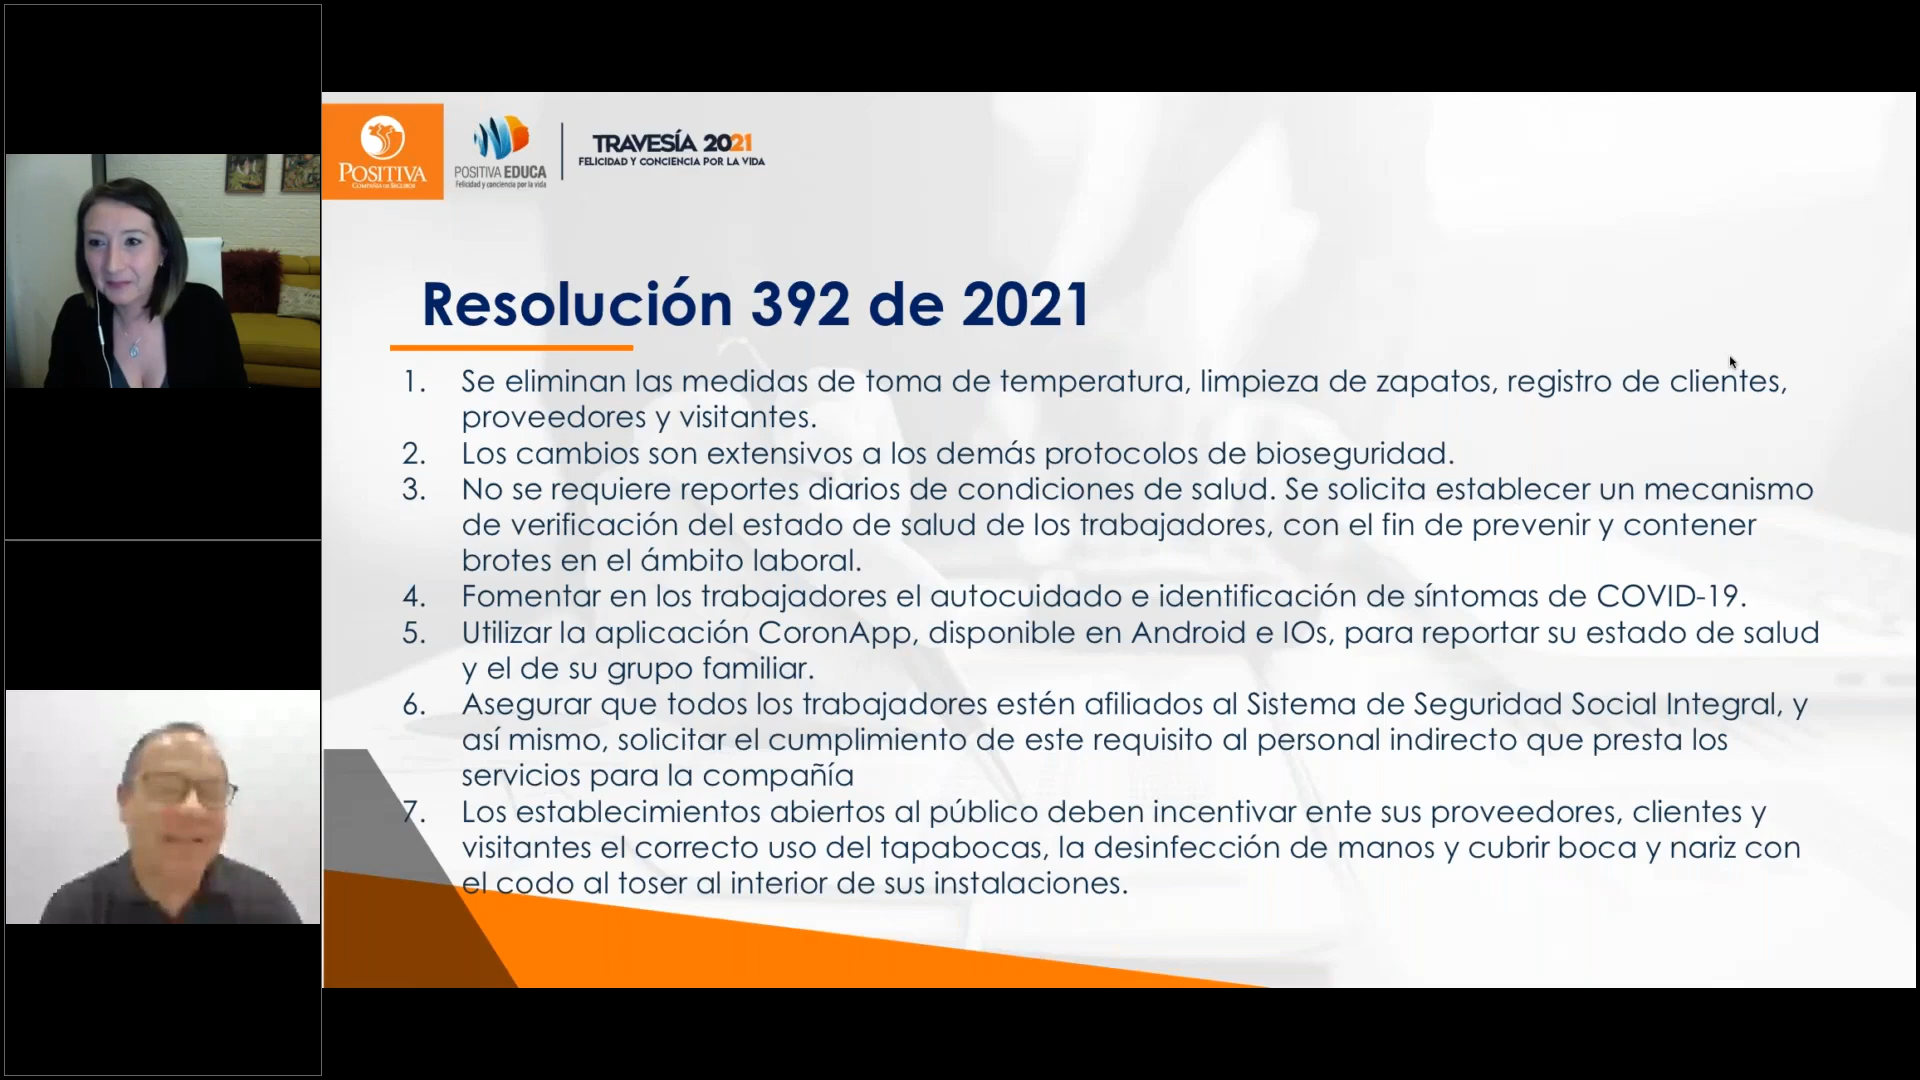 POSITIVA
COMPAÑÍA DE SEGUROS
POSITIVA EDUCA
Felicidad y conciencia por la vida
TRAVESÍA 2021
FELICIDAD Y CONCIENCIA POR LA VIDA
Resolución 392 de 2021
1. Se eliminan las medidas de toma de temperatura, limpieza de zapatos, registro de clientes,
proveedores y visitantes.
2. Los cambios son extensivos a los demás protocolos de bioseguridad.
3. No se requiere reportes diarios de condiciones de salud. Se solicita establecer un mecanismo
de verificación del estado de salud de los trabajadores, con el fin de prevenir y contener
brotes en el ámbito laboral.
4. Fomentar en los trabajadores el autocuidado e identificación de síntomas de COVID-19.
5. Utilizar la aplicación CoronApp, disponible en Android e IOs, para reportar su estado de salud
y el de su grupo familiar.
6. Asegurar que todos los trabajadores estén afiliados al Sistema de Seguridad Social Integral, y
así mismo, solicitar el cumplimiento de este requisito al personal indirecto que presta los
servicios para la compañía
7. Los establecimientos abiertos al público deben incentivar ente sus proveedores, clientes y
visitantes el correcto uso del tapabocas, la desinfección de manos y cubrir boca y nariz con
el codo al toser al interior de sus instalaciones.